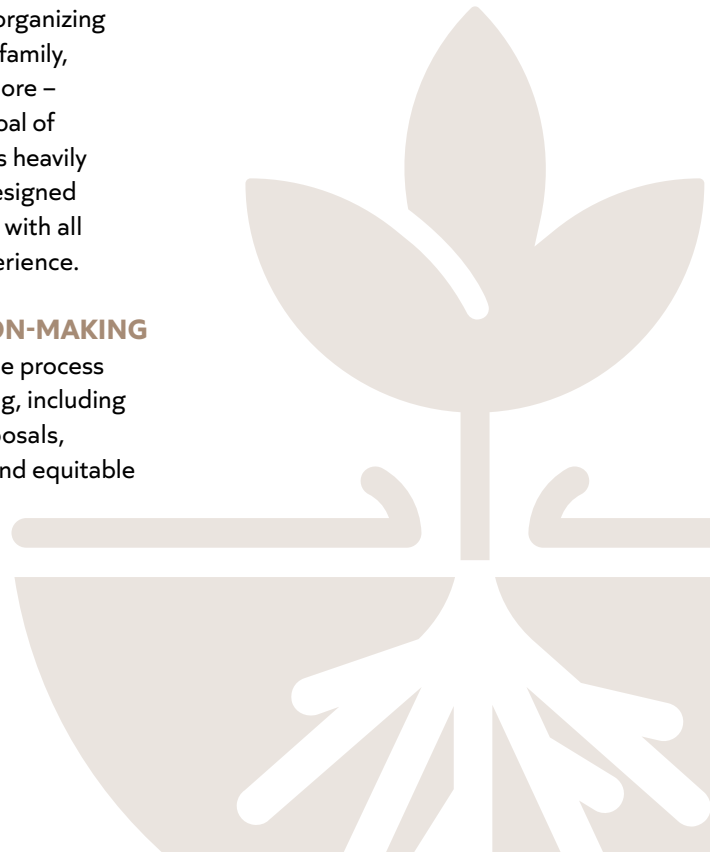 organizing
family,
ore –
oal of
s heavily
esigned
with all
erience.
ON-MAKING
e process
g, including
osals,
nd equitable